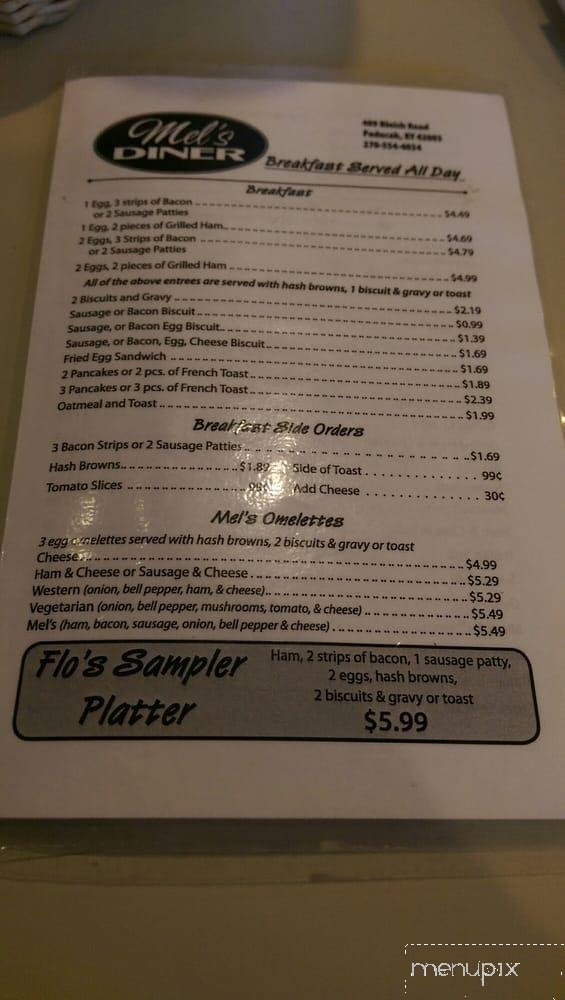 Mel's
DINER
Paducah, KY 42003
270-554-4034
Breakfast Served All Day
Breakfast
1 Egg, 3 strips of Bacon
or 2 Sausage Patties $4.49
1 Egg, 2 pieces of Grilled Ham $4.69
2 Eggs, 3 Strips of Bacon
or 2 Sausage Patties $4.79
2 Eggs, 2 pieces of Grilled Ham $4.99
All of the above entrees are served with hash browns, 1 biscuit & gravy or toast
2 Biscuits and Gravy $2.19
Sausage or Bacon Biscuit $0.99
Sausage, or Bacon Egg Biscuit $1.39
Sausage, or Bacon, Egg, Cheese Biscuit $1.69
Fried Egg Sandwich $1.69
2 Pancakes or 2 pcs. of French Toast $1.89
3 Pancakes or 3 pcs. of French Toast $2.39
Oatmeal and Toast $1.99
Breakfast Side Orders
3 Bacon Strips or 2 Sausage Patties $1.69
Hash Browns $1.89 Side of Toast 99¢
Tomato Slices Add Cheese 30¢
Mel's Omelettes
3 egg omelettes served with hash browns, 2 biscuits & gravy or toast
Cheese $4.99
Ham & Cheese or Sausage & Cheese $5.29
Western (onion, bell pepper, ham, & cheese) $5.29
Vegetarian (onion, bell pepper, mushrooms, tomato, & cheese) $5.49
Mel's (ham, bacon, sausage, onion, bell pepper & cheese) $5.49
Flo's Sampler
Platter
Ham, 2 strips of bacon, 1 sausage patty,
2 eggs, hash browns,
2 biscuits & gravy or toast
$5.99
menupix